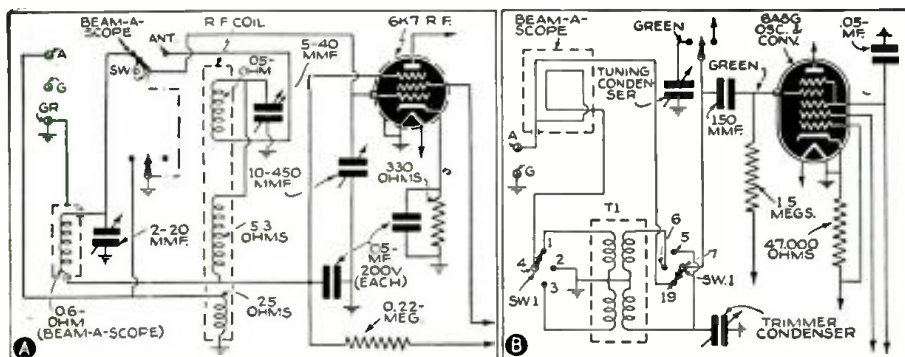 BEAM-A-
SCOPE
ANT.
R F COIL
5-40
MMF.
6K7 R F.
A
G
GR
SW
.05-M
10-450
MMF.
330
OHMS
2-20
MMF.
5.3
OHMS
.05-MF.
200V.
(EACH)
0.6-
OHM
(BEAM-A-SCOPE)
25
OHMS
0.22-
MEG.
A
BEAM-A-
SCOPE
GREEN
TUNING
CONDEN-
SER
GREEN
6A8G
OSC. &
CONV.
.05-
MF.
150
MMF.
A
G
1.5
MEGS.
47,000
OHMS
T1
1
2
3
4
5
6
7
19
SW.1
SW.1
TRIMMER
CONDENSER
B